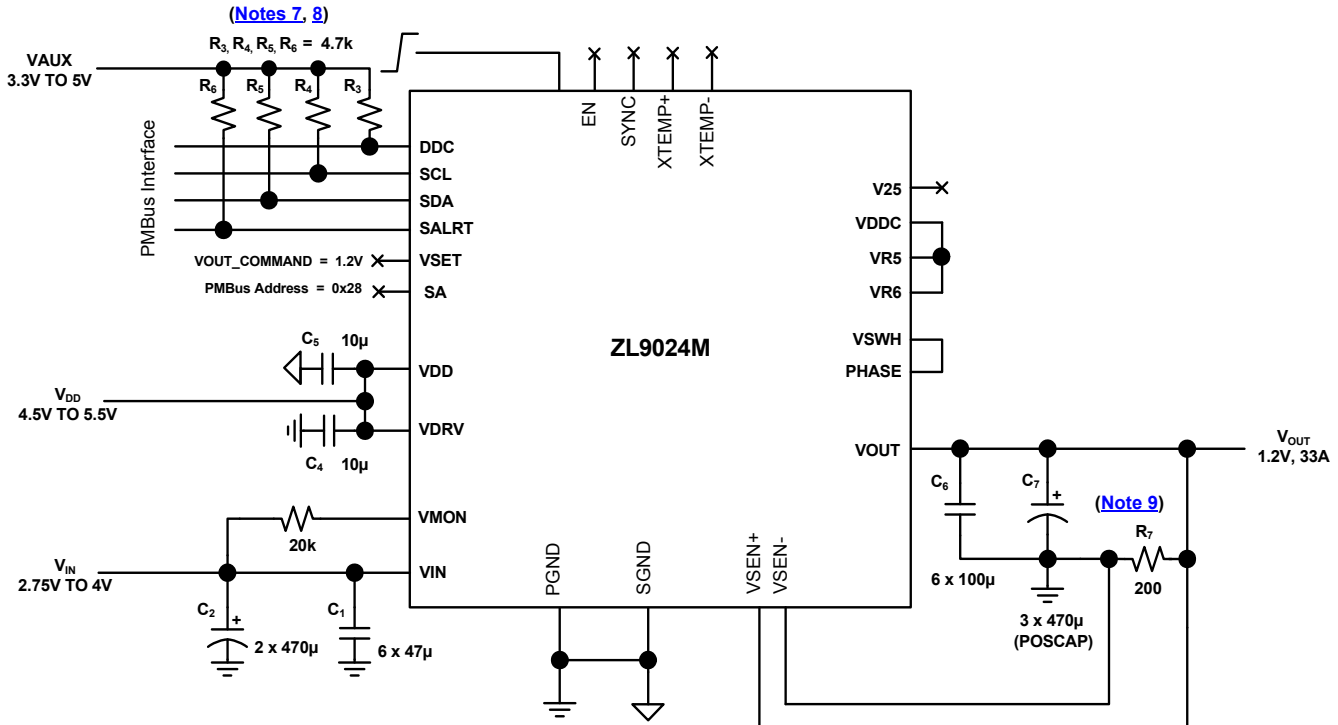 (Notes 7, 8)
R3, R4, R5, R6 = 4.7k
VAUX
3.3V TO 5V
R6
R5
R4
R3
PMBus Interface
DDC
SCL
SDA
SALRT
VOUT_COMMAND = 1.2V
VSET
PMBus Address = 0x28
SA
EN
SYNC
XTEMP+
XTEMP-
V25
VDDC
VR5
VR6
VSWH
PHASE
ZL9024M
C5
10µ
VDD
VDD
4.5V TO 5.5V
VDRV
C4
10µ
VOUT
VOUT
1.2V, 33A
C6
C7
+
(Note 9)
R7
200
6 x 100µ
3 x 470µ
(POSCAP)
VMON
20k
VIN
2.75V TO 4V
VIN
C2
+
2 x 470µ
C1
6 x 47µ
PGND
SGND
VSEN+
VSEN-